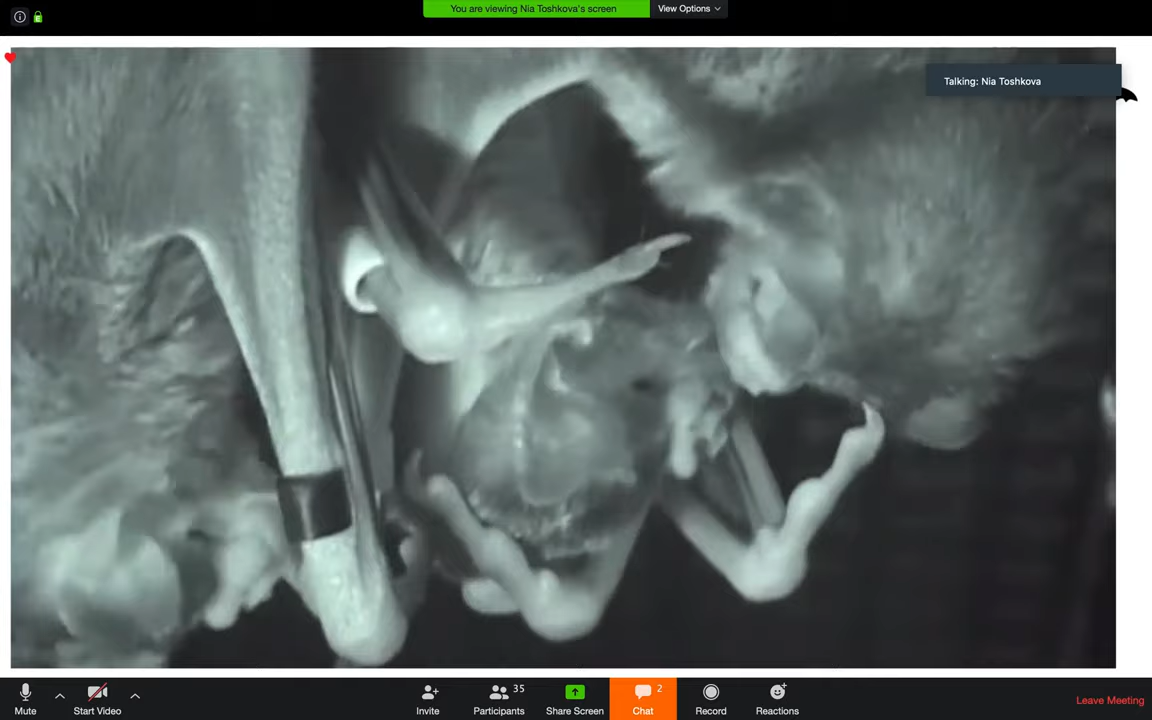 You are viewing Nia Toshkova's screen
View Options
Talking: Nia Toshkova
Mute
Start Video
Invite
Participants
35
Share Screen
Chat
2
Record
Reactions
Leave Meeting